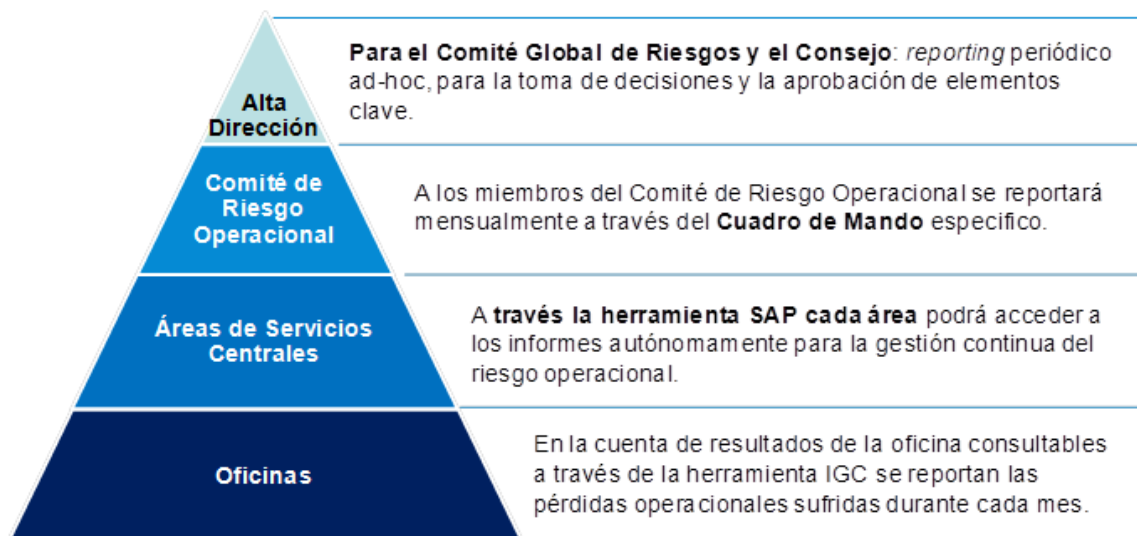 Alta
Dirección
Para el Comité Global de Riesgos y el Consejo: reporting periódico
ad-hoc, para la toma de decisiones y la aprobación de elementos
clave.
Comité de
Riesgo
Operacional
A los miembros del Comité de Riesgo Operacional se reportará
mensualmente a través del Cuadro de Mando especifico.
Áreas de Servicios
Centrales
A través la herramienta SAP cada área podrá acceder a
los informes autónomamente para la gestión continua del
riesgo operacional.
Oficinas
En la cuenta de resultados de la oficina consultables
a través de la herramienta IGC se reportan las
pérdidas operacionales sufridas durante cada mes.